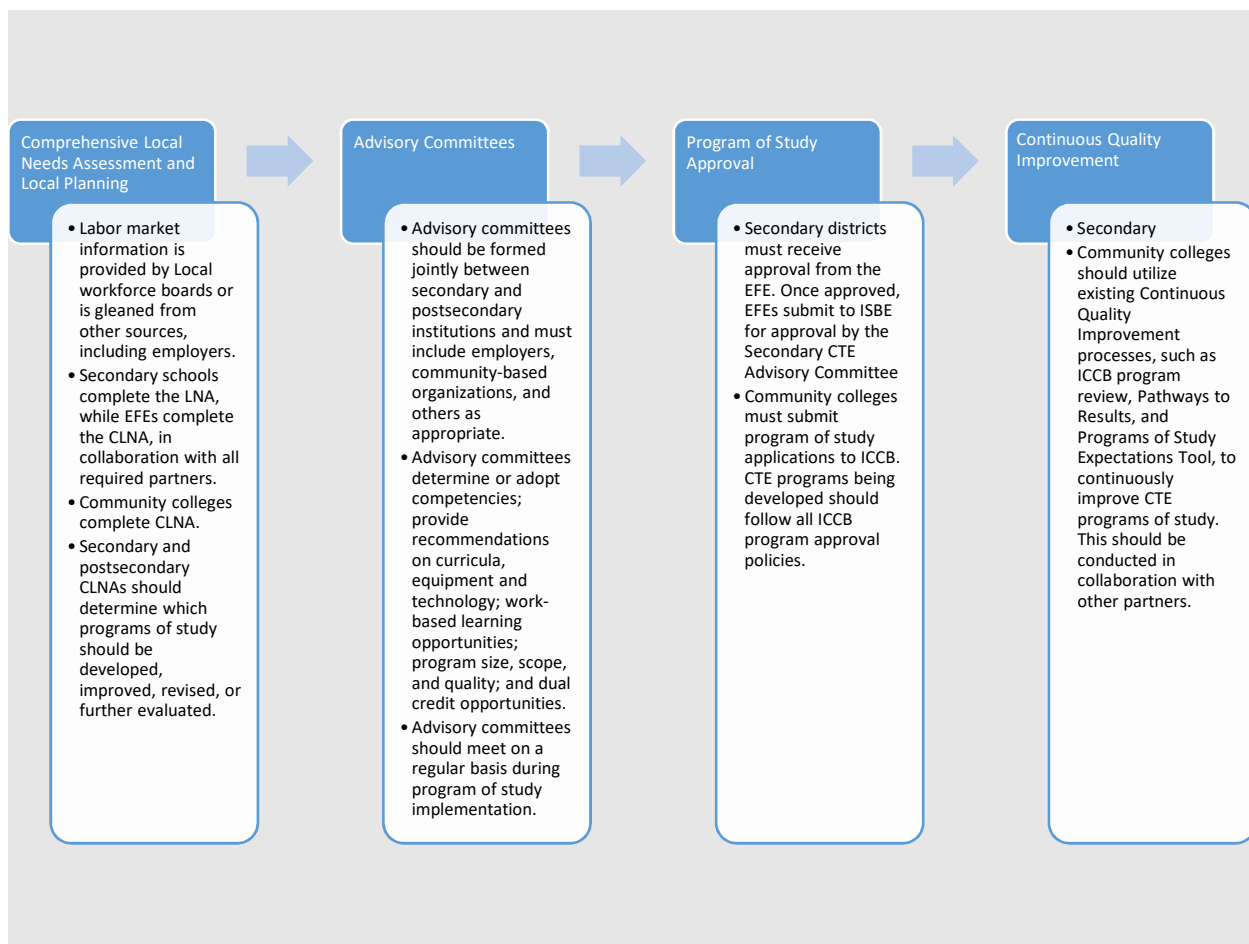 Comprehensive Local
Needs Assessment and
Local Planning
• Labor market
information is
provided by Local
workforce boards or
is gleaned from
other sources,
including employers.
• Secondary schools
complete the LNA,
while EFEs complete
the CLNA, in
collaboration with all
required partners.
• Community colleges
complete CLNA.
• Secondary and
postsecondary
CLNAs should
determine which
programs of study
should be
developed,
improved, revised, or
further evaluated.
Advisory Committees
• Advisory committees
should be formed
jointly between
secondary and
postsecondary
institutions and must
include employers,
community-based
organizations, and
others as
appropriate.
• Advisory committees
determine or adopt
competencies;
provide
recommendations
on curricula,
equipment and
technology; work-
based learning
opportunities;
program size, scope,
and quality; and dual
credit opportunities.
• Advisory committees
should meet on a
regular basis during
program of study
implementation.
Program of Study
Approval
• Secondary districts
must receive
approval from the
EFE. Once approved,
EFEs submit to ISBE
for approval by the
Secondary CTE
Advisory Committee
• Community colleges
must submit
program of study
applications to ICCB.
CTE programs being
developed should
follow all ICCB
program approval
policies.
Continuous Quality
Improvement
• Secondary
• Community colleges
should utilize
existing Continuous
Quality
Improvement
processes, such as
ICCB program
review, Pathways to
Results, and
Programs of Study
Expectations Tool, to
continuously
improve CTE
programs of study.
This should be
conducted in
collaboration with
other partners.